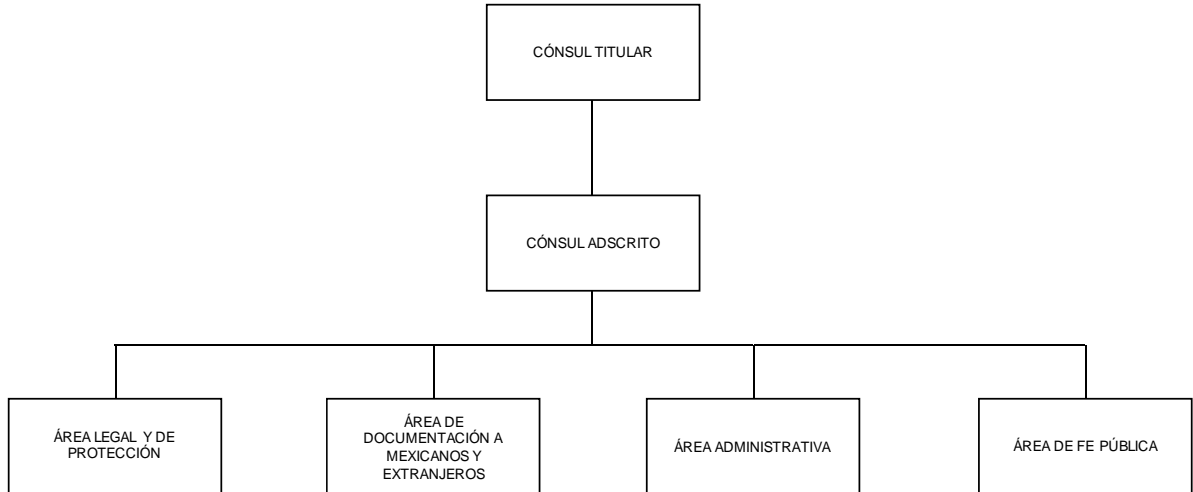 CÓNSUL TITULAR
CÓNSUL ADSCRITO
ÁREA LEGAL Y DE
PROTECCIÓN
ÁREA DE
DOCUMENTACIÓN A
MEXICANOS Y
EXTRANJEROS
ÁREA ADMINISTRATIVA
ÁREA DE FE PÚBLICA